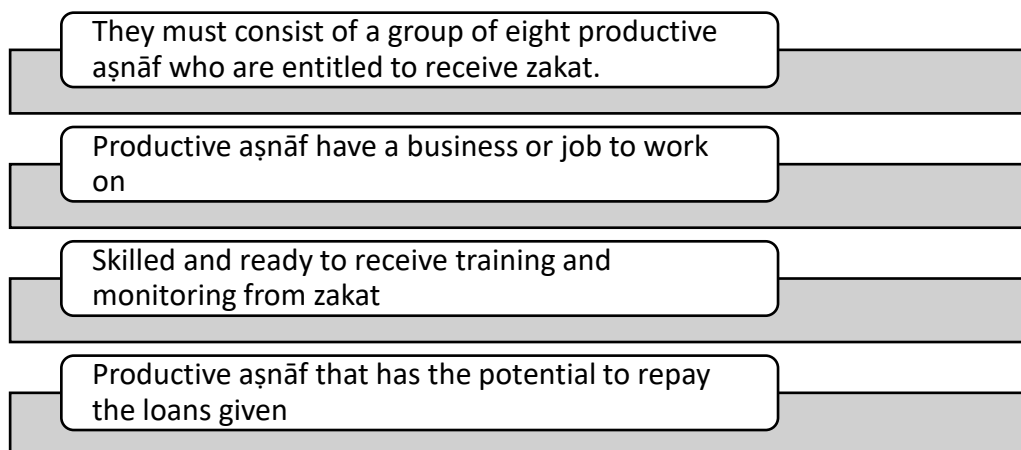 They must consist of a group of eight productive
aṣnāf who are entitled to receive zakat.
Productive aṣnāf have a business or job to work
on
Skilled and ready to receive training and
monitoring from zakat
Productive aṣnāf that has the potential to repay
the loans given